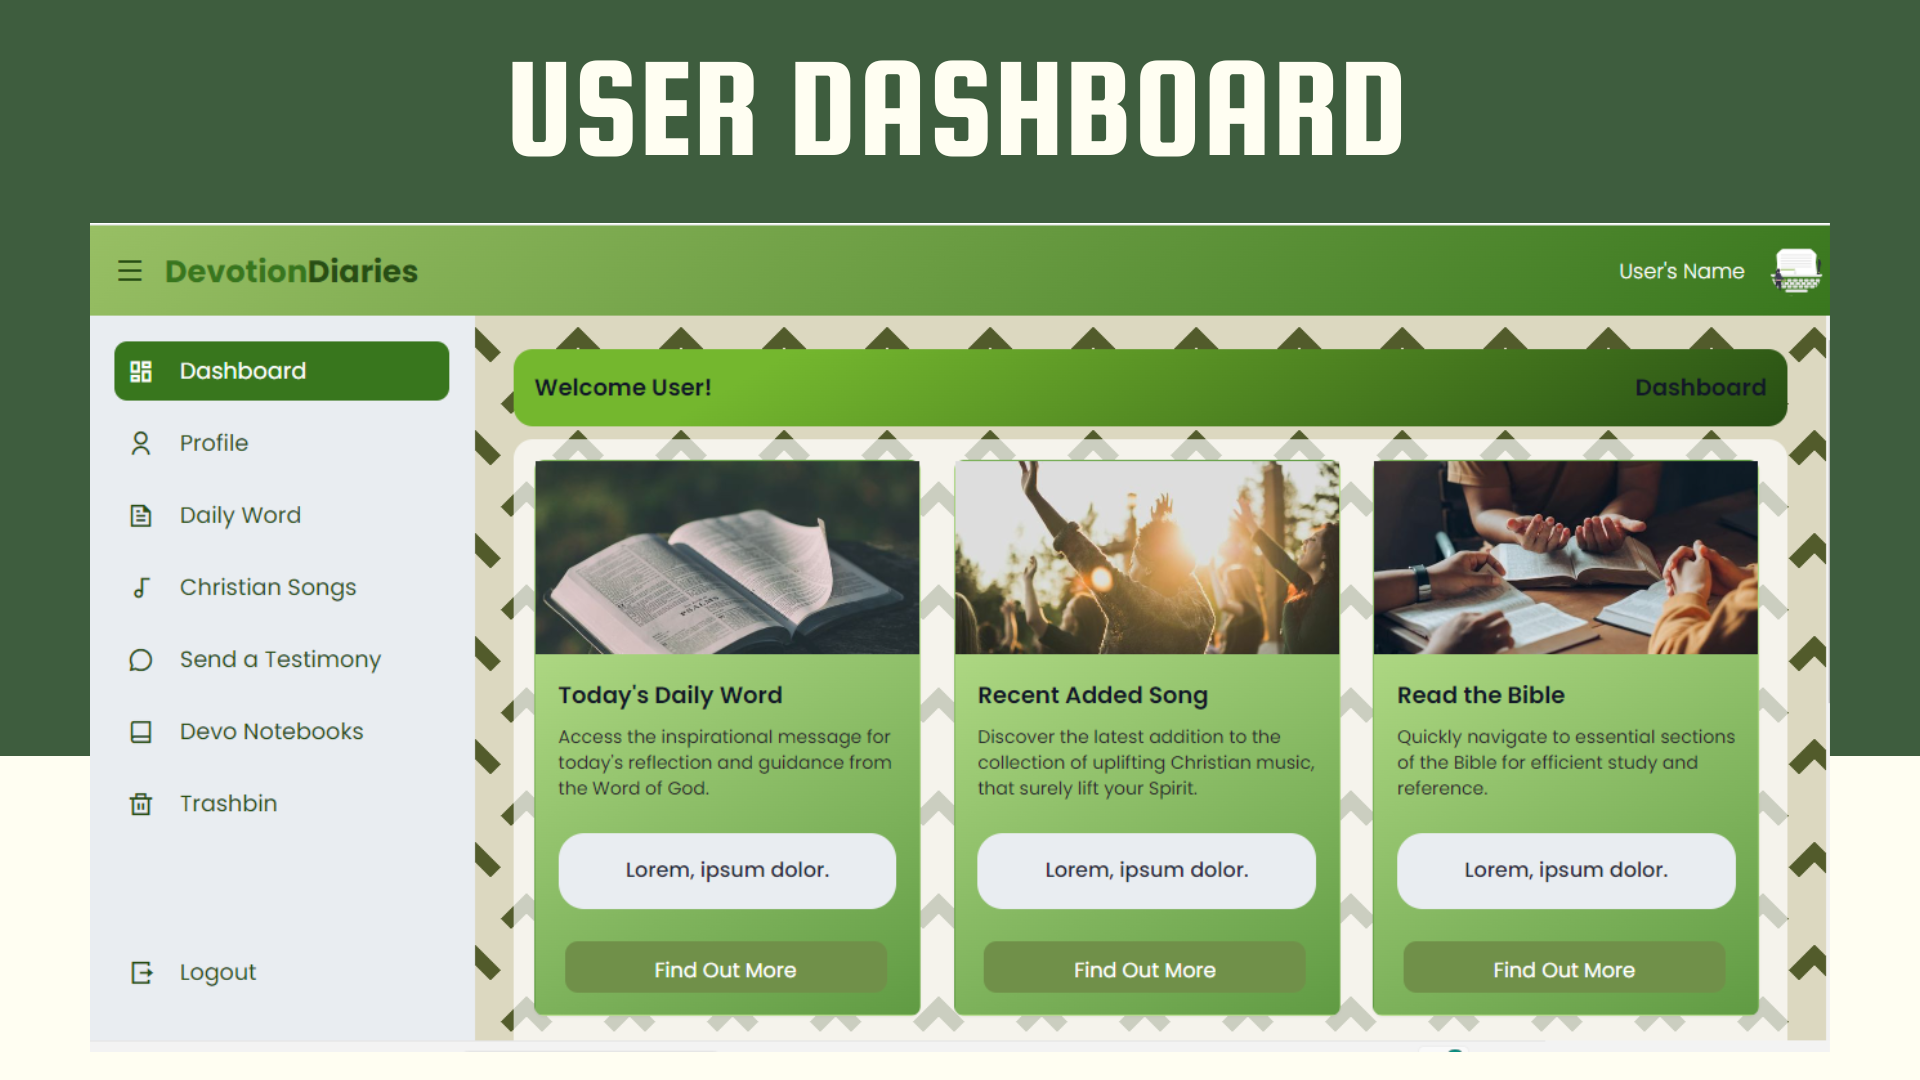 USER DASHBOARD
DevotionDiaries
User's Name
Dashboard
Profile
Daily Word
Christian Songs
Send a Testimony
Devo Notebooks
Trashbin
Logout
Welcome User!
Dashboard
PSALMS
Today's Daily Word
Access the inspirational message for
today's reflection and guidance from
the Word of God.
Lorem, ipsum dolor.
Find Out More
Recent Added Song
Discover the latest addition to the
collection of uplifting Christian music,
that surely lift your Spirit.
Lorem, ipsum dolor.
Find Out More
Read the Bible
Quickly navigate to essential sections
of the Bible for efficient study and
reference.
Lorem, ipsum dolor.
Find Out More